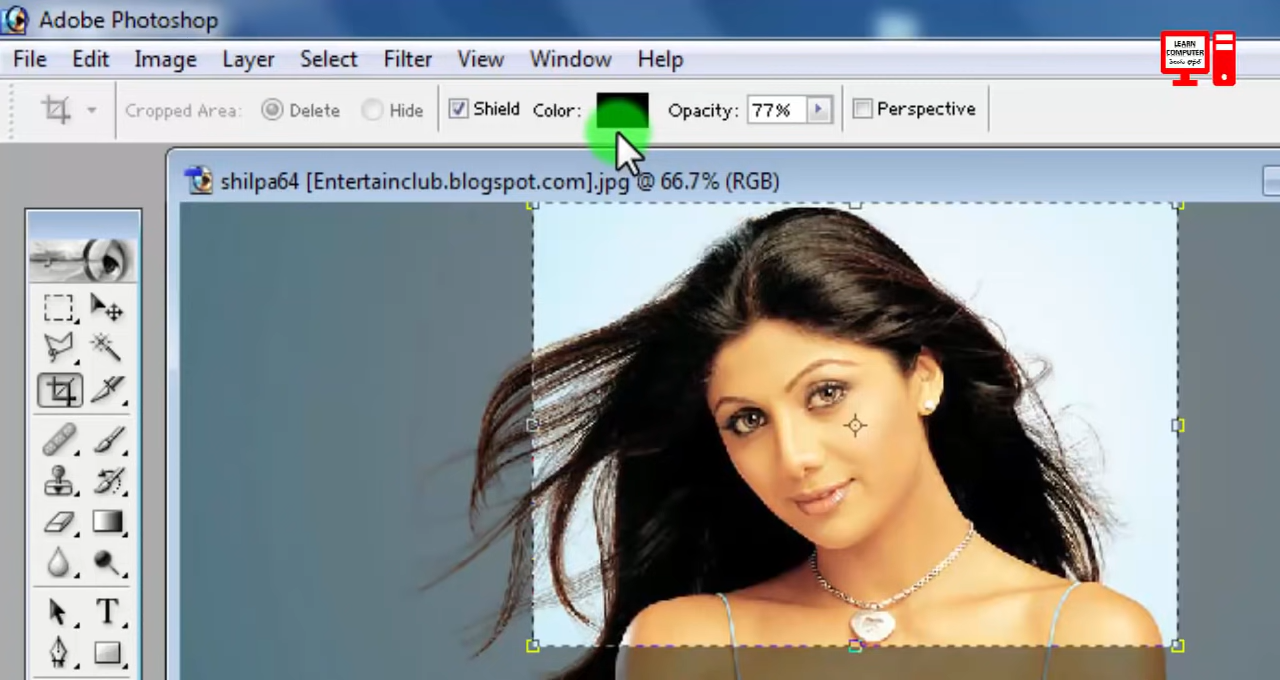 Adobe Photoshop
File Edit Image Layer Select Filter View Window Help
LEARN
COMPUTER
Cropped Area: Delete Hide Shield Color: Opacity: 77% Perspective
shilpa64 [Entertainclub.blogspot.com].jpg @ 66.7% (RGB)
T